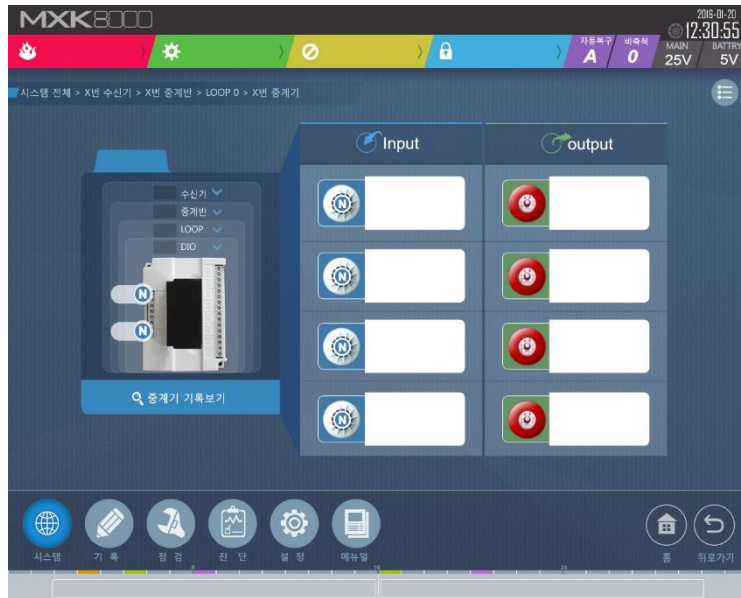 MXK8000
2016-01-20
12:30:55
자동복구
A
비축적
0
MAIN
25V
BATTRY
5V
시스템 전체 > X번 수신기 > X번 중계반 > LOOP 0 > X번 중계기
Input
output
수신기
중계반
LOOP
DIO
N
N
N
N
N
N
중계기 기록보기
시스템
기 록
점 검
진 단
설 정
메뉴얼
홈
뒤로가기
8
16
24